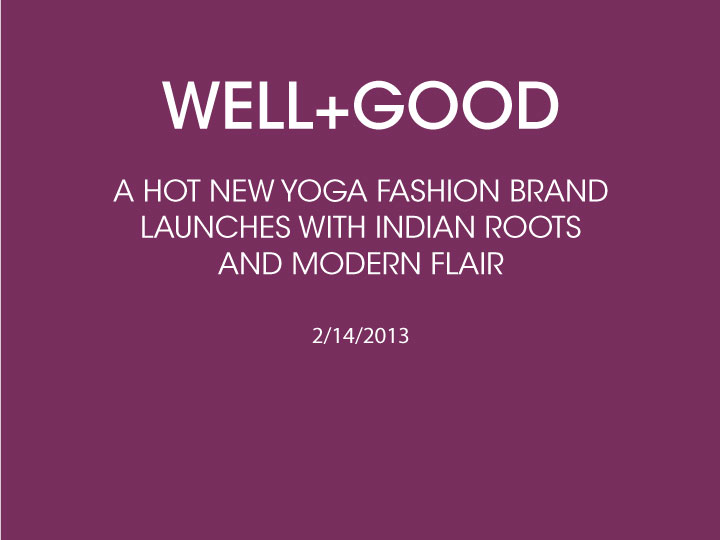 WELL+GOOD
A HOT NEW YOGA FASHION BRAND
LAUNCHES WITH INDIAN ROOTS
AND MODERN FLAIR
2/14/2013